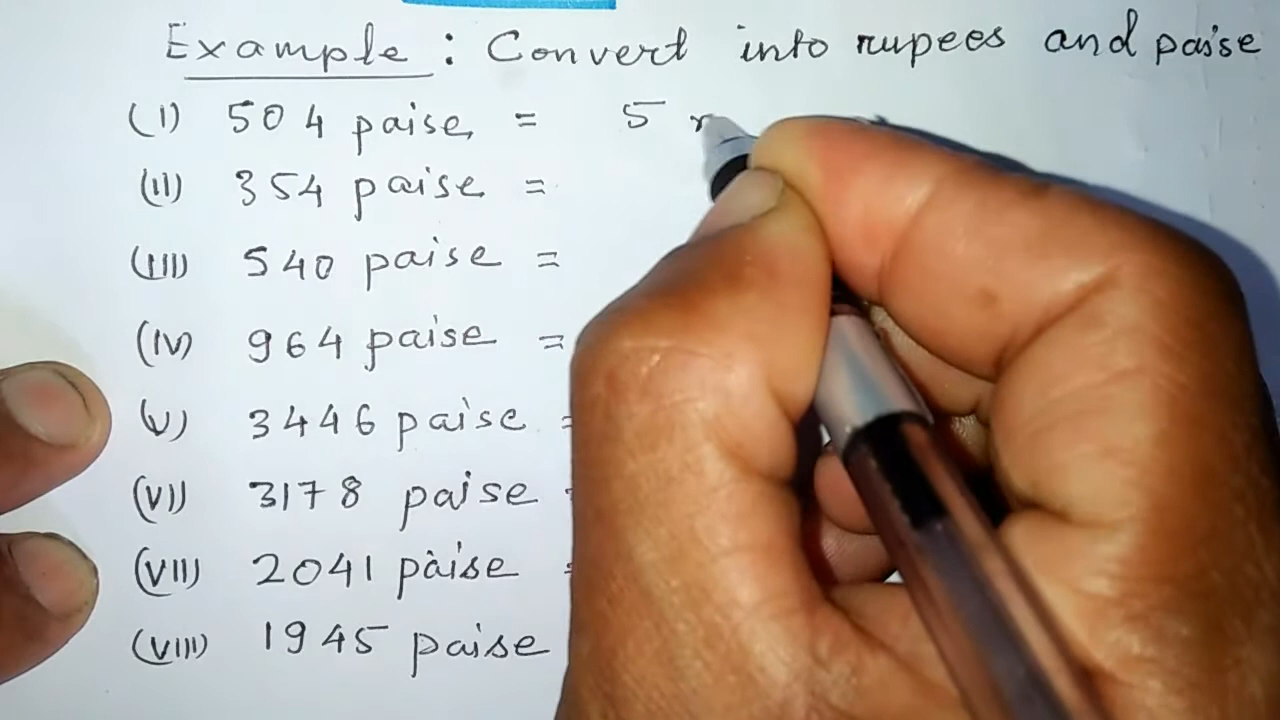 Example : Convert into rupees and paise
(I) 504 paise = 5 r
(II) 354 paise =
(III) 540 paise =
(IV) 964 paise =
(V) 3446 paise =
(VI) 3178 paise =
(VII) 2041 paise =
(VIII) 1945 paise